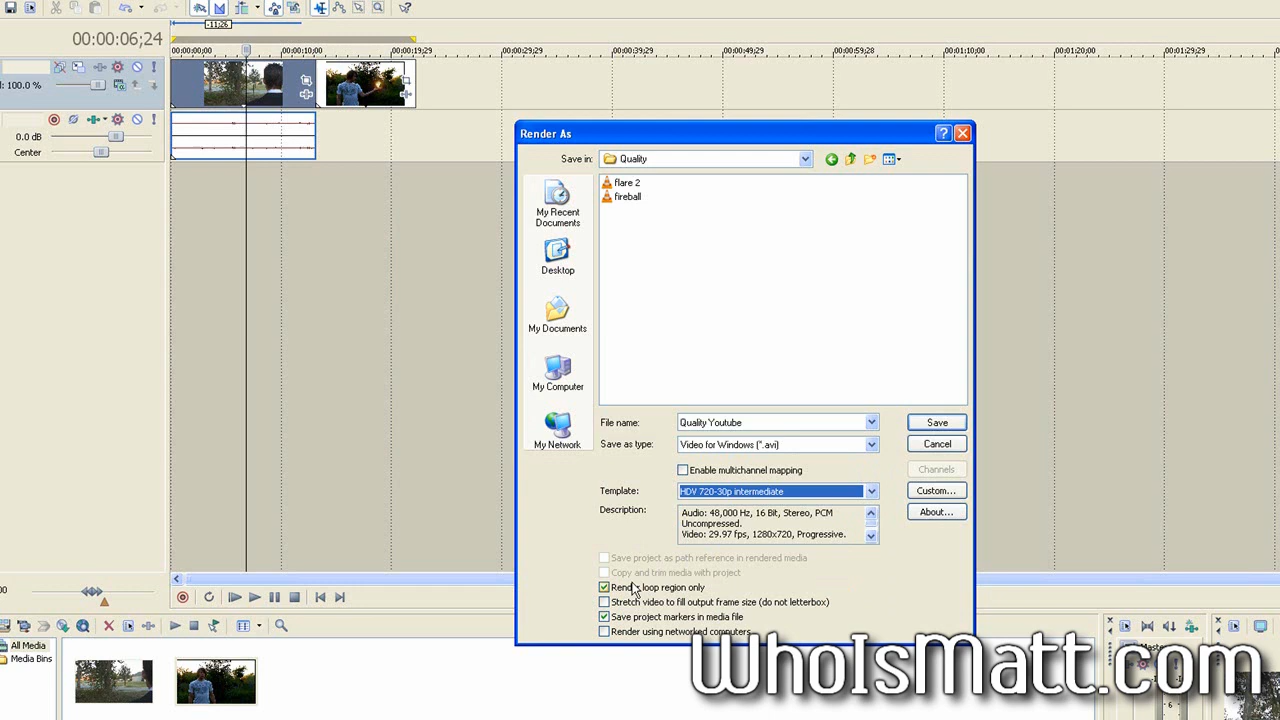 -11;26
00:00:06;24
00:00:00;00
00:00:10;00
00:00:19;29
00:00:29;29
00:00:39;29
00:00:49;29
00:00:59;28
00:01:10;00
00:01:20;00
00:01:29;29
100.0 %
0.0 dB
Center
Render As
Save in:
Quality
flare 2
fireball
My Recent
Documents
Desktop
My Documents
My Computer
My Network
File name:
Quality Youtube
Save
Save as type:
Video for Windows (*.avi)
Cancel
Enable multichannel mapping
Channels
Template:
HDV 720-30p intermediate
Custom...
Description:
Audio: 48,000 Hz, 16 Bit, Stereo, PCM
Uncompressed.
Video: 29.97 fps, 1280x720, Progressive.
About...
Save project as path reference in rendered media
Copy and trim media with project
Render loop region only
Stretch video to fill output frame size (do not letterbox)
Save project markers in media file
Render using networked computers
All Media
Media Bins
WhoIsMatt.com
- 6 -